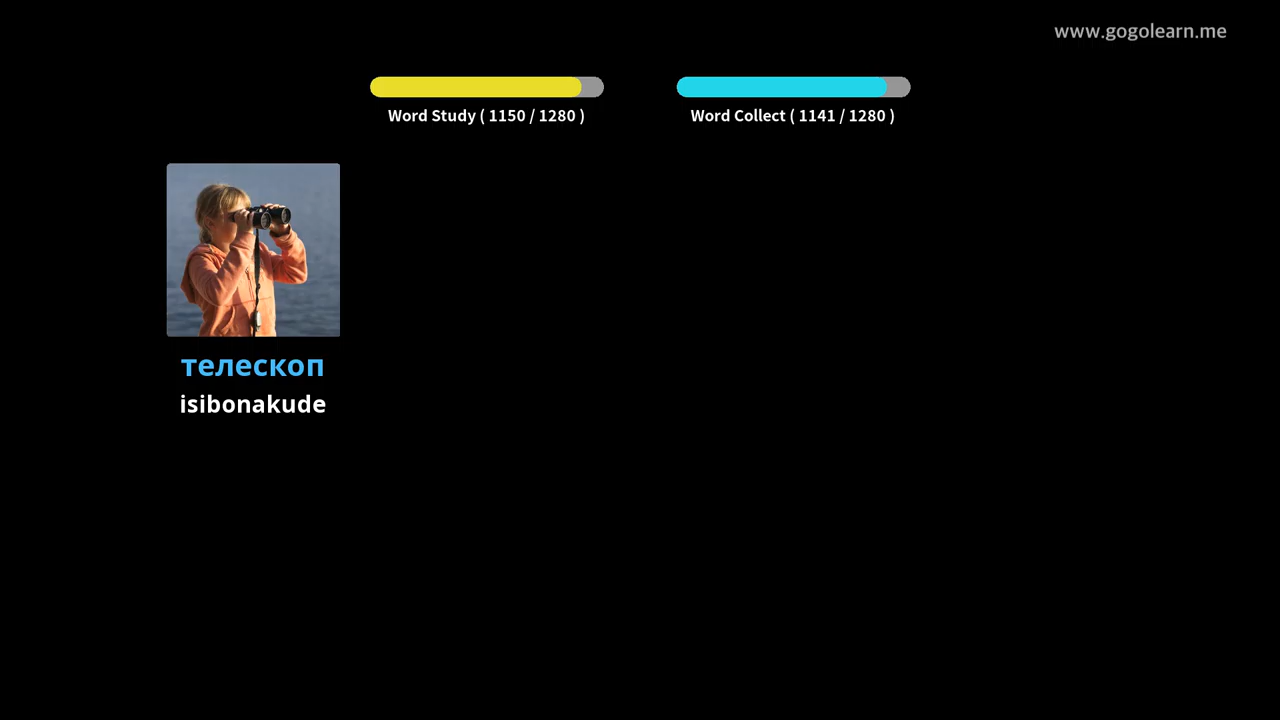 www.gogolearn.me
Word Study ( 1150 / 1280 )
Word Collect ( 1141 / 1280 )
телескоп
isibonakude